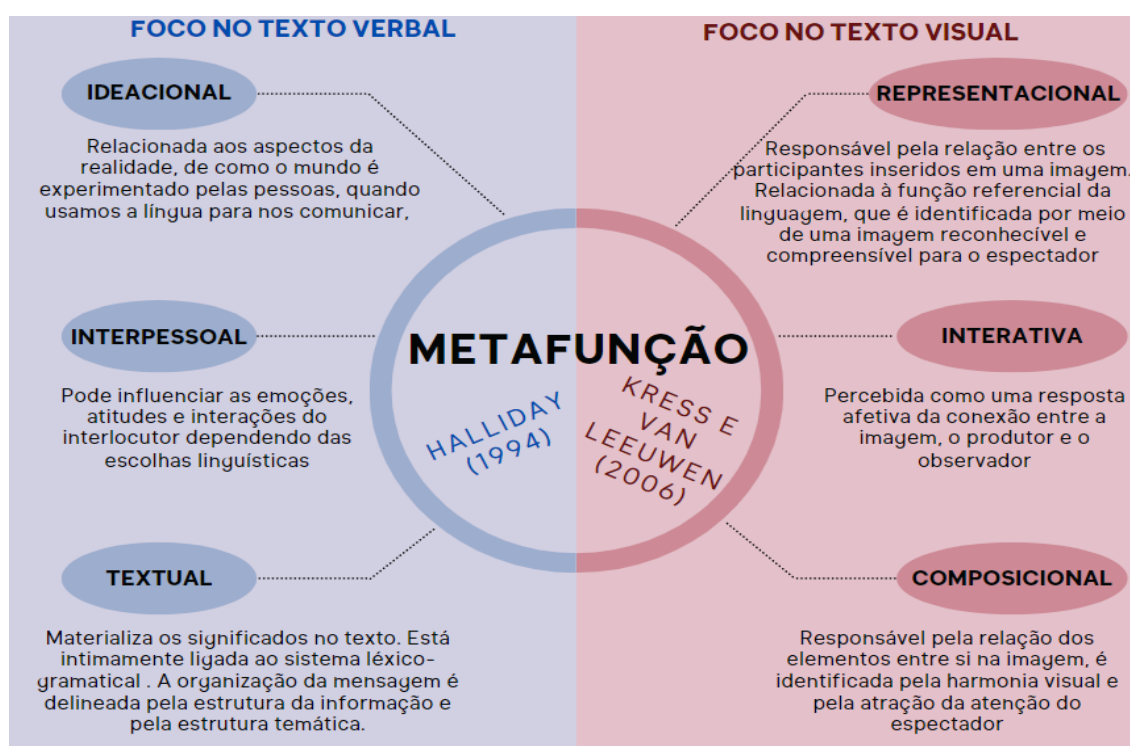 FOCO NO TEXTO VERBAL
IDEACIONAL
Relacionada aos aspectos da
realidade, de como o mundo é
experimentado pelas pessoas, quando
usamos a língua para nos comunicar,
INTERPESSOAL
Pode influenciar as emoções,
atitudes e interações do
interlocutor dependendo das
escolhas linguísticas
TEXTUAL
Materializa os significados no texto. Está
intimamente ligada ao sistema léxico-
gramatical . A organização da mensagem é
delineada pela estrutura da informação e
pela estrutura temática.
METAFUNÇÃO
HALLIDAY
(1994)
KRESS E
VAN
LEEUWEN
(2006)
FOCO NO TEXTO VISUAL
REPRESENTACIONAL
Responsável pela relação entre os
participantes inseridos em uma imagem.
Relacionada à função referencial da
linguagem, que é identificada por meio
de uma imagem reconhecível e
compreensível para o espectador
INTERATIVA
Percebida como uma resposta
afetiva da conexão entre a
imagem, o produtor e o
observador
COMPOSICIONAL
Responsável pela relação dos
elementos entre si na imagem, é
identificada pela harmonia visual e
pela atração da atenção do
espectador